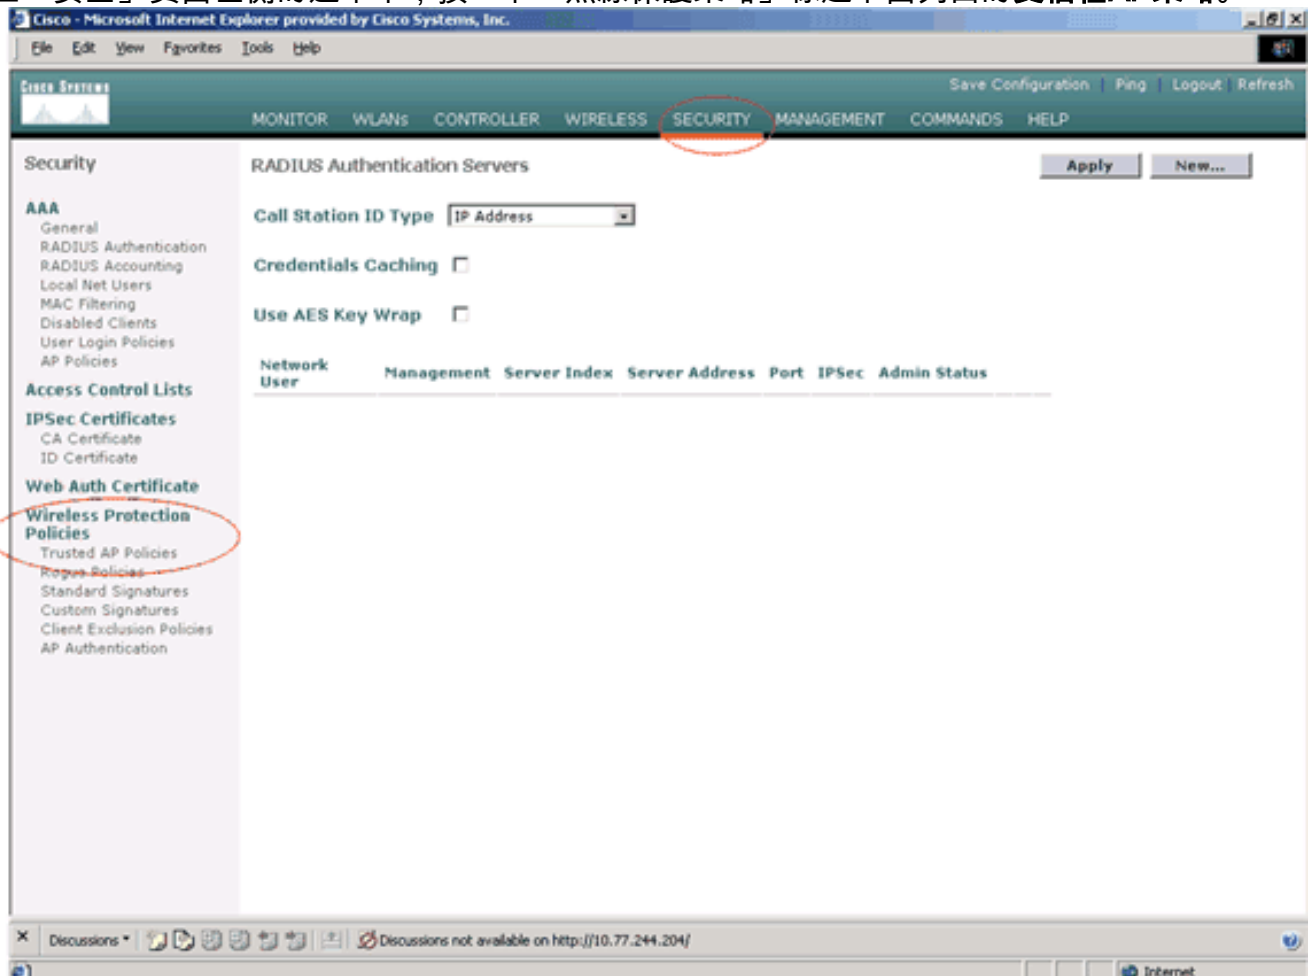 Cisco - Microsoft Internet Explorer provided by Cisco Systems, Inc.
File Edit View Favorites Tools Help
CISCO SYSTEMS
Save Configuration | Ping | Logout | Refresh
MONITOR WLANs CONTROLLER WIRELESS SECURITY MANAGEMENT COMMANDS HELP
Security
RADIUS Authentication Servers
Apply New...
AAA
General
RADIUS Authentication
RADIUS Accounting
Local Net Users
MAC Filtering
Disabled Clients
User Login Policies
AP Policies
Access Control Lists
IPSec Certificates
CA Certificate
ID Certificate
Web Auth Certificate
Wireless Protection
Policies
Trusted AP Policies
Rogue Policies
Standard Signatures
Custom Signatures
Client Exclusion Policies
AP Authentication
Call Station ID Type IP Address
Credentials Caching
Use AES Key Wrap
Network
User
Management Server Index Server Address Port IPSec Admin Status
Discussions Discussions not available on http://10.77.244.204/
Internet